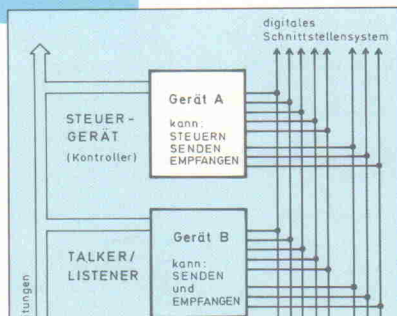 digitales
Schnittstellensystem
STEUER-
GERÄT
(Kontroller)
Gerät A
kann:
STEUERN
SENDEN
EMPFANGEN
TALKER/
LISTENER
Gerät B
kann:
SENDEN
und
EMPFANGEN